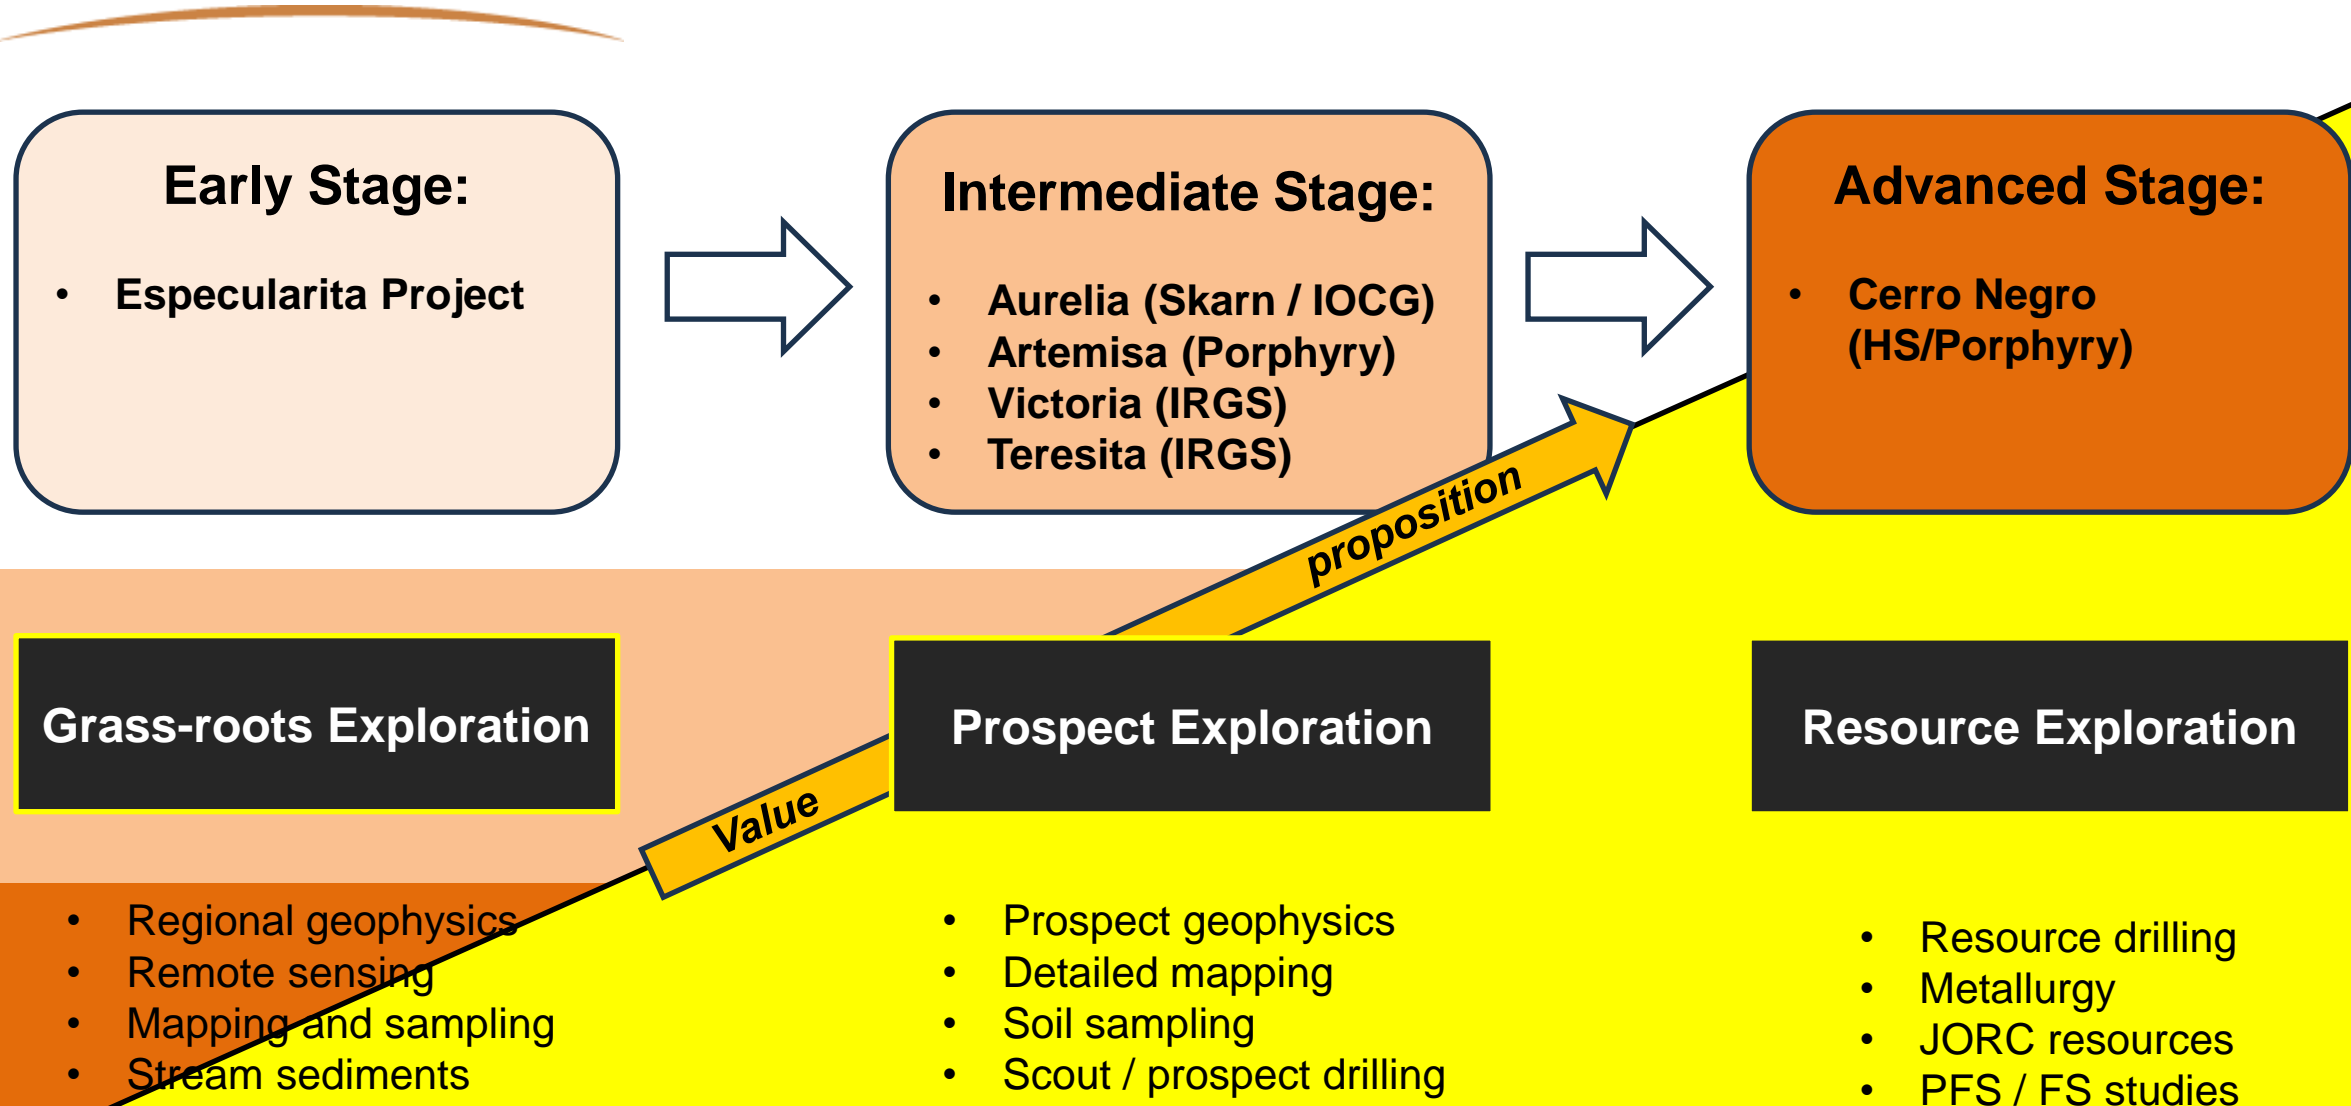 Early Stage:
• Especularita Project
Intermediate Stage:
• Aurelia (Skarn / IOCG)
• Artemisa (Porphyry)
• Victoria (IRGS)
• Teresita (IRGS)
Advanced Stage:
• Cerro Negro
(HS/Porphyry)
Value proposition
Grass-roots Exploration
Prospect Exploration
Resource Exploration
• Regional geophysics
• Remote sensing
• Mapping and sampling
• Stream sediments
• Prospect geophysics
• Detailed mapping
• Soil sampling
• Scout / prospect drilling
• Resource drilling
• Metallurgy
• JORC resources
• PFS / FS studies